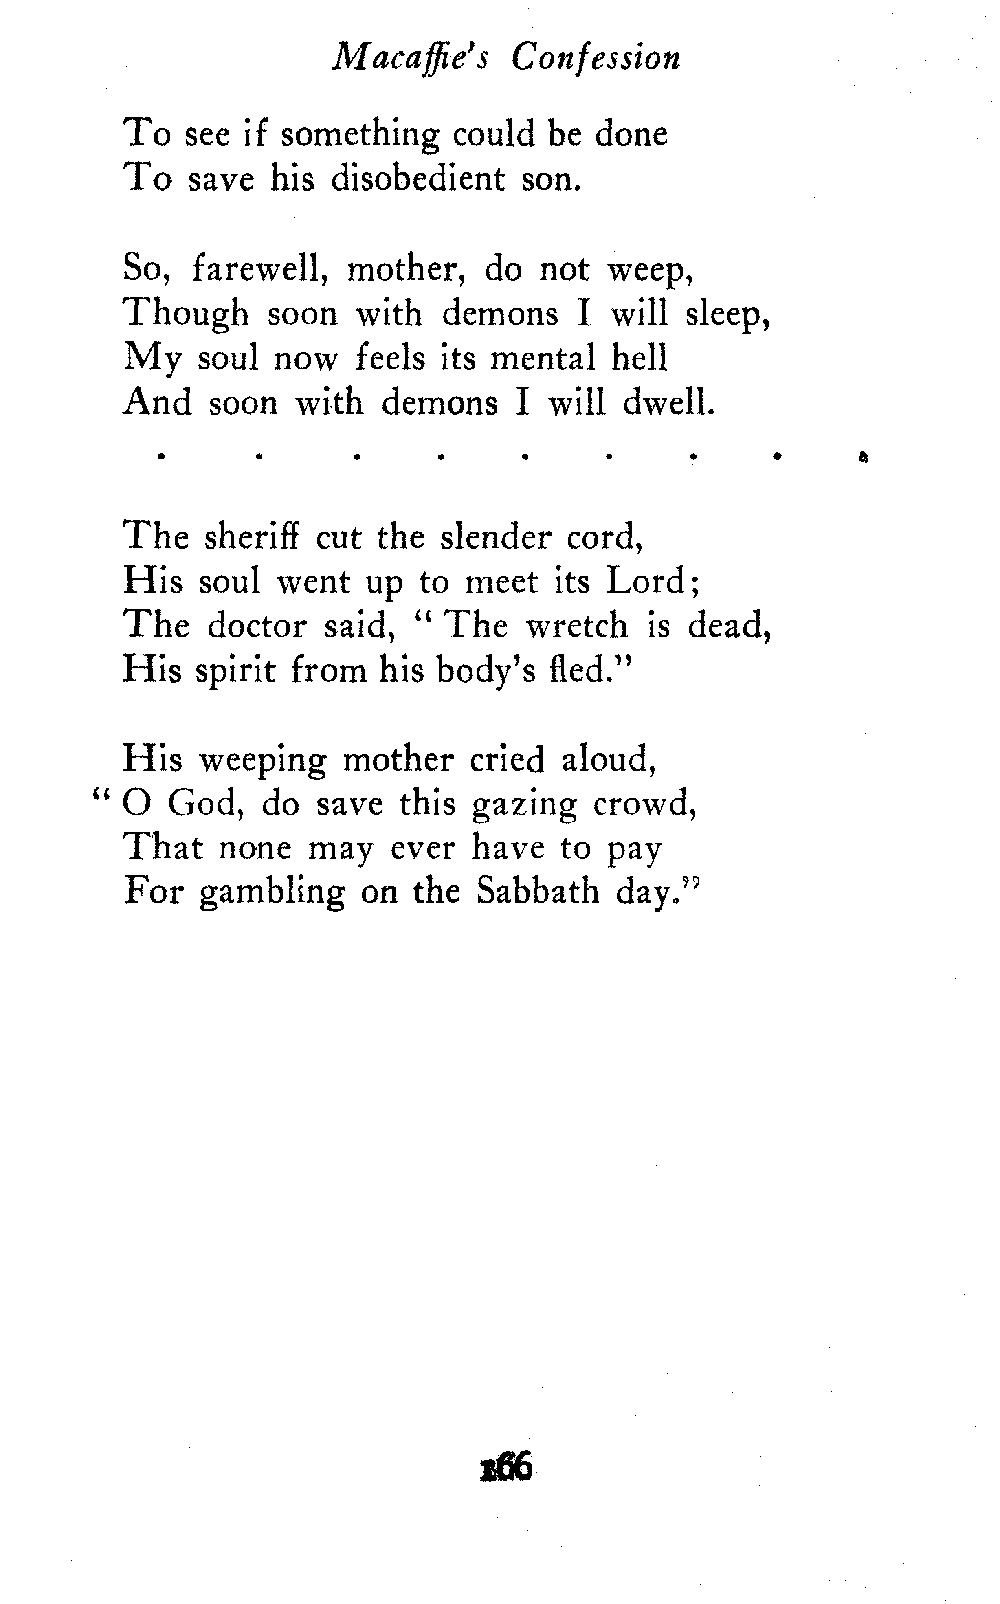 Macaffie's Confession
To see if something could be done
To save his disobedient son.
So, farewell, mother, do not weep,
Though soon with demons I will sleep,
My soul now feels its mental hell
And soon with demons I will dwell.
. . . . . . . . .
The sheriff cut the slender cord,
His soul went up to meet its Lord;
The doctor said, “ The wretch is dead,
His spirit from his body's fled.”
His weeping mother cried aloud,
“ O God, do save this gazing crowd,
That none may ever have to pay
For gambling on the Sabbath day.”
166